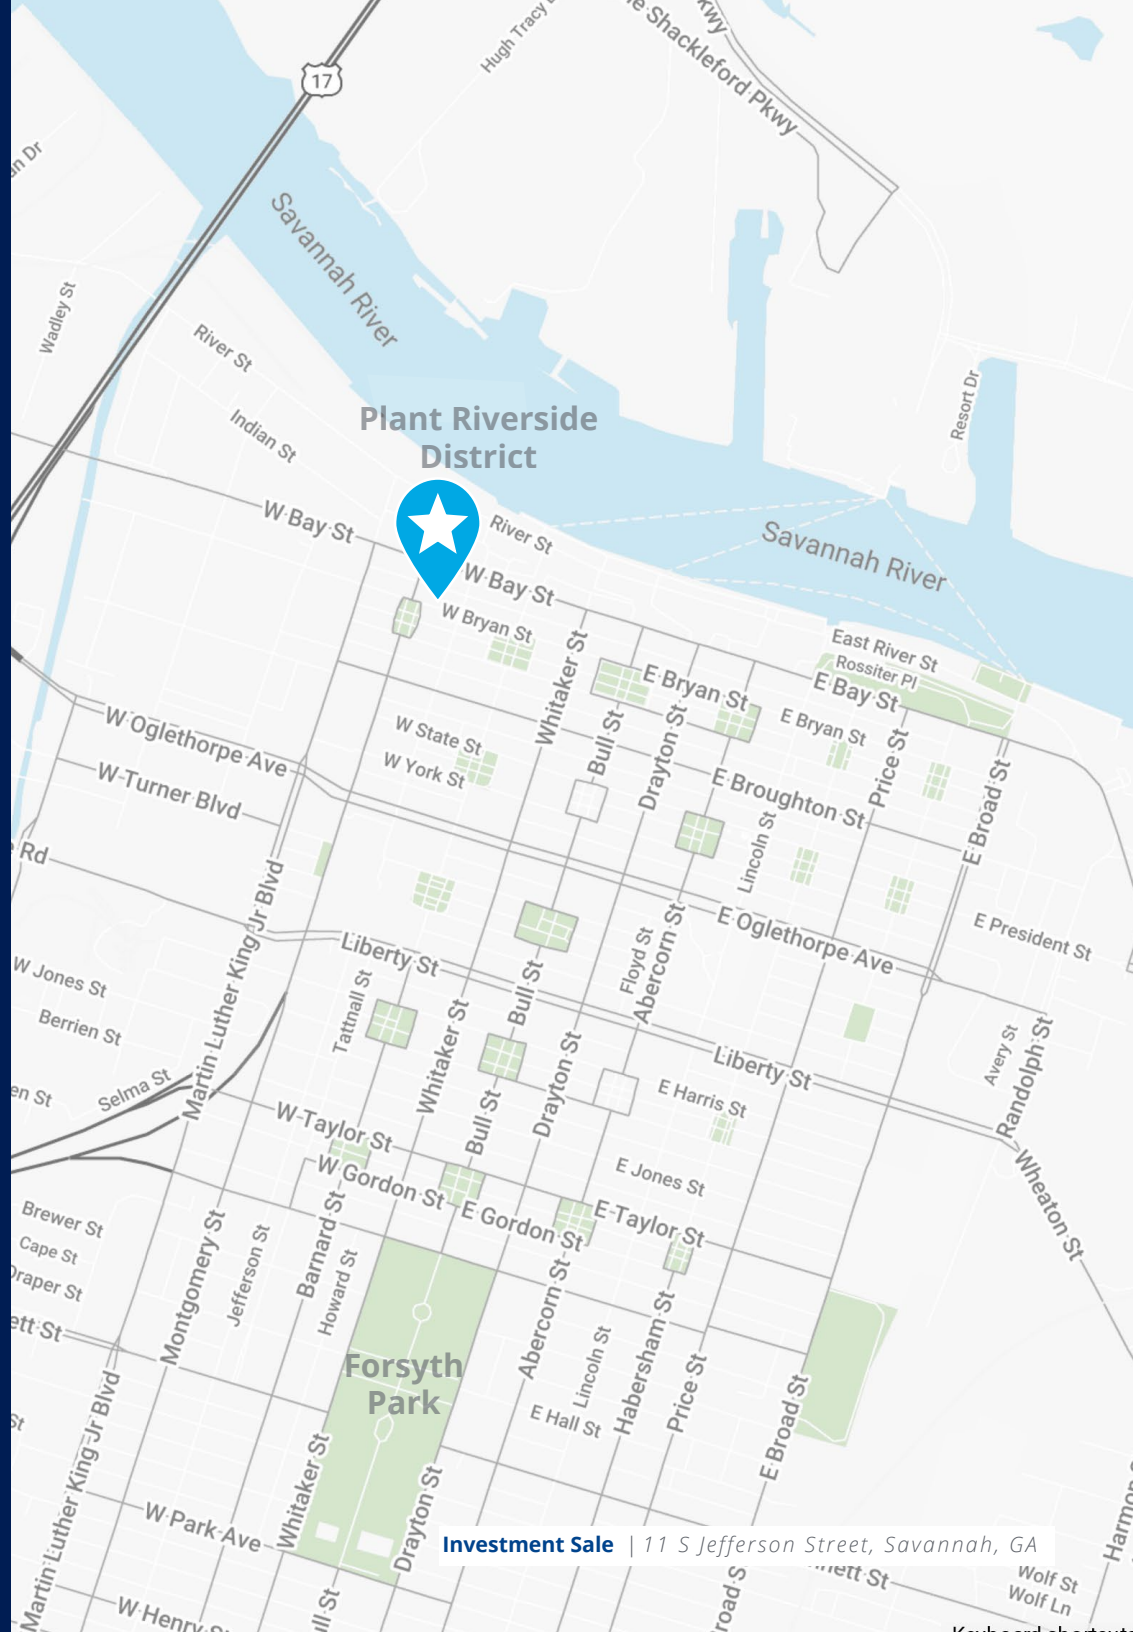 Hugh Tracy
Shackleford Pkwy
17
Savannah River
Wadley St
River St
Indian St
Resort Dr
Plant Riverside
District
W Bay St
River St
Savannah River
W Bay St
W Bryan St
East River St
Rossiter Pl
E Bay St
Whitaker St
E Bryan St
E Bryan St
W Oglethorpe Ave
W State St
Bull St
Drayton St
Price St
W York St
W Turner Blvd
E Broughton St
E Broad St
Lincoln St
Rd
Martin Luther King Jr Blvd
E Oglethorpe Ave
E President St
Liberty St
Floyd St
Abercorn St
W Jones St
Tattnall St
Bull St
Berrien St
Whitaker St
Drayton St
Liberty St
Avery St
Randolph St
Selma St
en St
E Harris St
W Taylor St
Bull St
E Jones St
W Gordon St
E Gordon St
E Taylor St
Wheaton St
Brewer St
Cape St
Draper St
ett St
Montgomery St
Jefferson St
Barnard St
Howard St
Abercorn St
Lincoln St
Habersham St
Price St
Forsyth
Park
E Hall St
E Broad St
St
Martin Luther King Jr Blvd
Whitaker St
W Park Ave
Drayton St
Investment Sale | 11 S Jefferson Street, Savannah, GA
Wolf St
Wolf Ln
W Henry
ull St